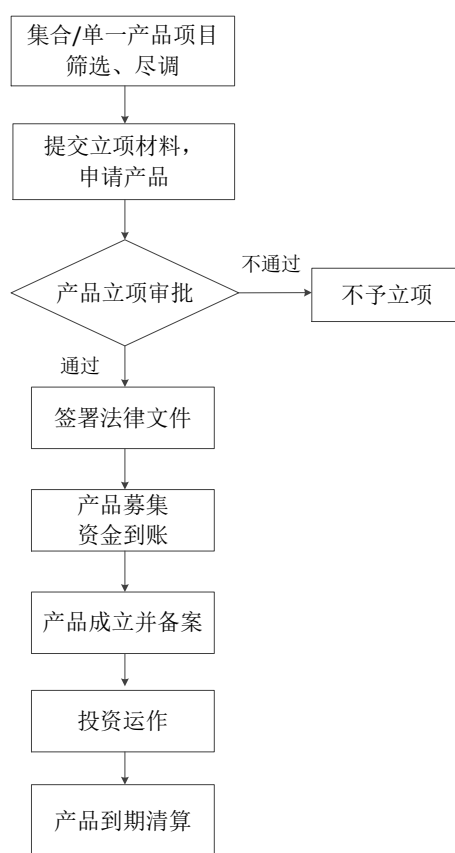 集合/单一产品项目
筛选、尽调
提交立项材料，
申请产品
产品立项审批
不通过
不予立项
通过
签署法律文件
产品募集
资金到账
产品成立并备案
投资运作
产品到期清算